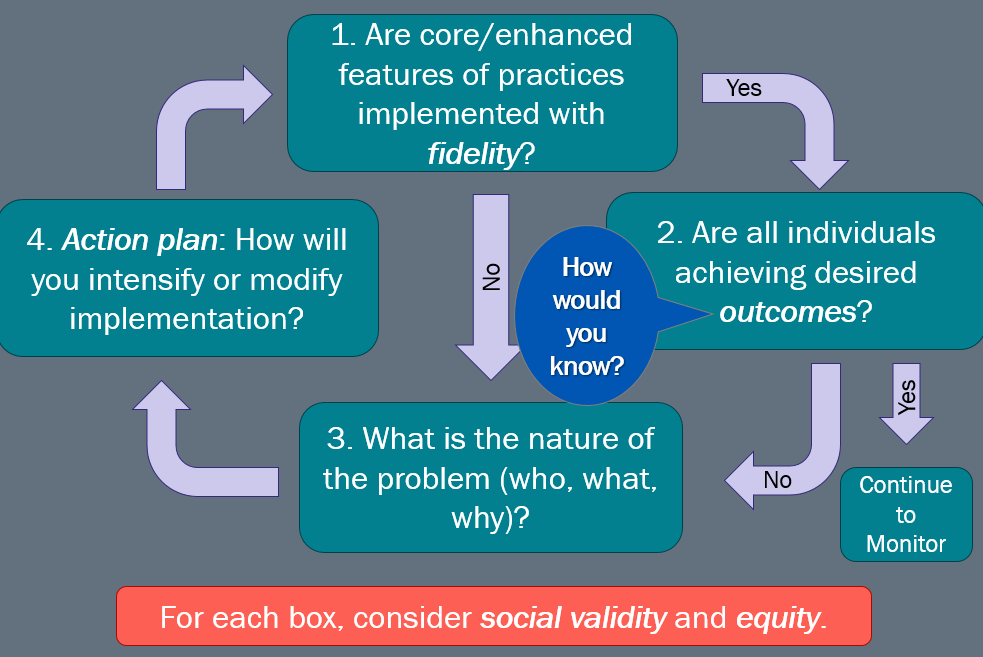 1. Are core/enhanced
features of practices
implemented with
fidelity?
Yes
2. Are all individuals
achieving desired
outcomes?
How
would
you
know?
No
Yes
Continue
to
Monitor
No
3. What is the nature of
the problem (who, what,
why)?
4. Action plan: How will
you intensify or modify
implementation?
For each box, consider social validity and equity.